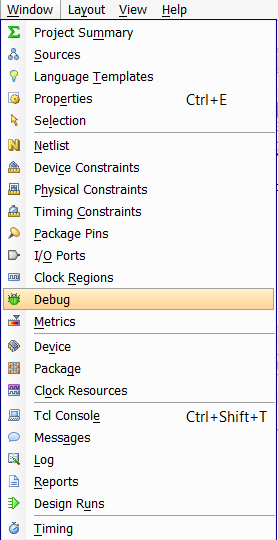 Window Layout View Help
Project Summary
Sources
Language Templates
Properties Ctrl+E
Selection
Netlist
Device Constraints
Physical Constraints
Timing Constraints
Package Pins
I/O Ports
Clock Regions
Debug
Metrics
Device
Package
Clock Resources
Tcl Console Ctrl+Shift+T
Messages
Log
Reports
Design Runs
Timing